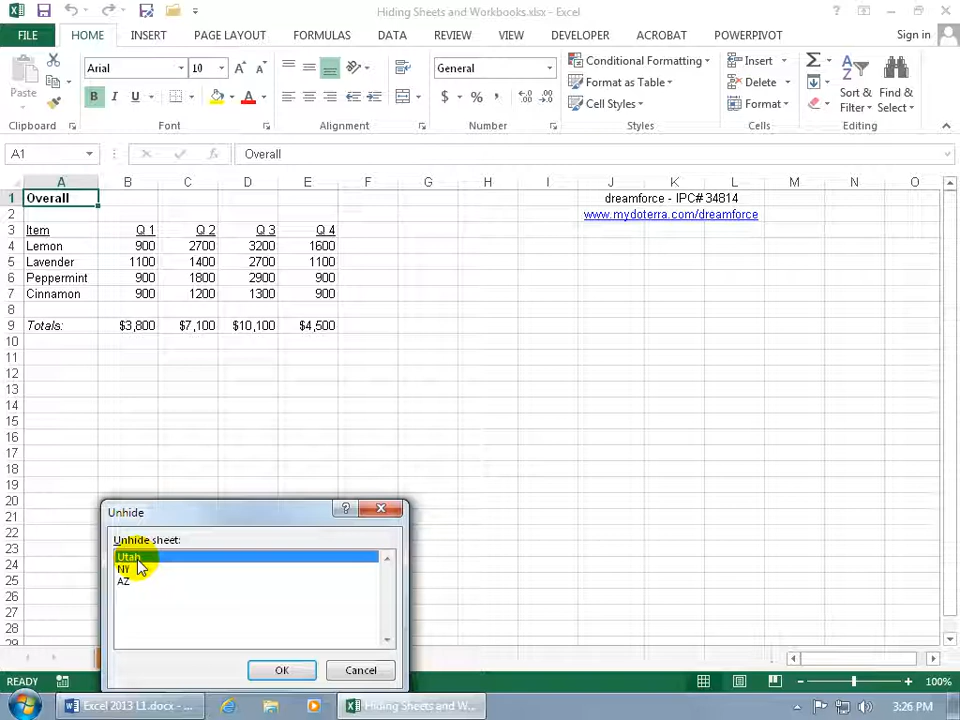 Hiding Sheets and Workbooks.xlsx - Excel
FILE HOME INSERT PAGE LAYOUT FORMULAS DATA REVIEW VIEW DEVELOPER ACROBAT POWERPIVOT Sign in
Paste
Arial 10
B I U
General
$ % ,
Conditional Formatting
Format as Table
Cell Styles
Insert
Delete
Format
Sort & Filter
Find & Select
Clipboard Font Alignment Number Styles Cells Editing
A1 fx Overall
A B C D E F G H I J K L M N O
1 Overall dreamforce - IPC# 34814
2 www.mydoterra.com/dreamforce
3 Item Q 1 Q 2 Q 3 Q 4
4 Lemon 900 2700 3200 1600
5 Lavender 1100 1400 2700 1100
6 Peppermint 900 1800 2900 900
7 Cinnamon 900 1200 1300 900
8
9 Totals: $3,800 $7,100 $10,100 $4,500
10
11
12
13
14
15
16
17
18
19
20
21
22
23
24
25
26
27
28
29
Unhide
Unhide sheet:
Utah
NY
AZ
OK Cancel
READY 100%
Excel 2013 L1.docx - ... Hiding Sheets and W... 3:26 PM